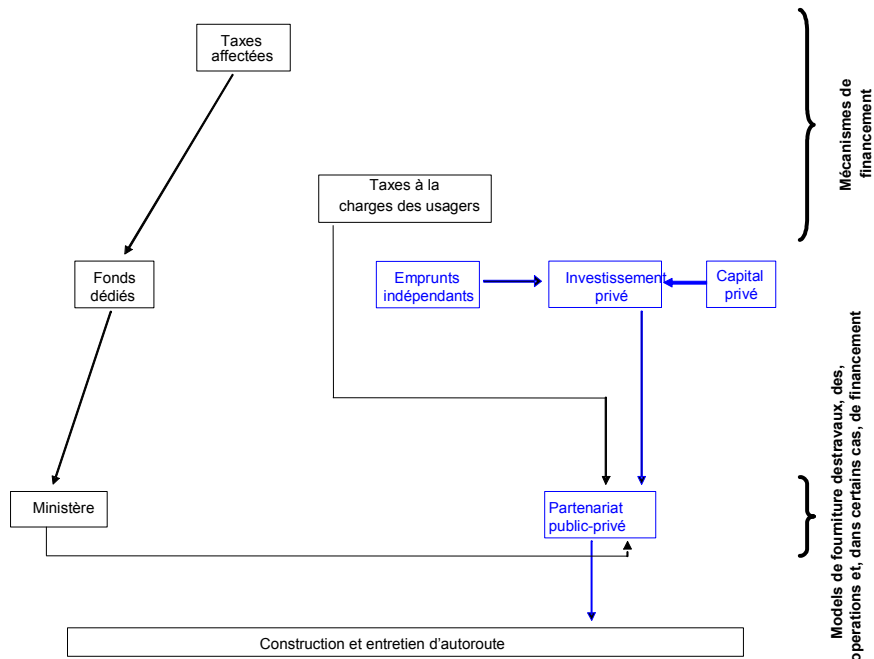 Taxes
affectées
Mécanismes de
financement
Taxes à la
charges des usagers
Fonds
dédiés
Emprunts
indépendants
Investissement
privé
Capital
privé
Ministère
Partenariat
public-privé
Models de fourniture destravaux, des,
operations et, dans certains cas, de financement
Construction et entretien d'autoroute